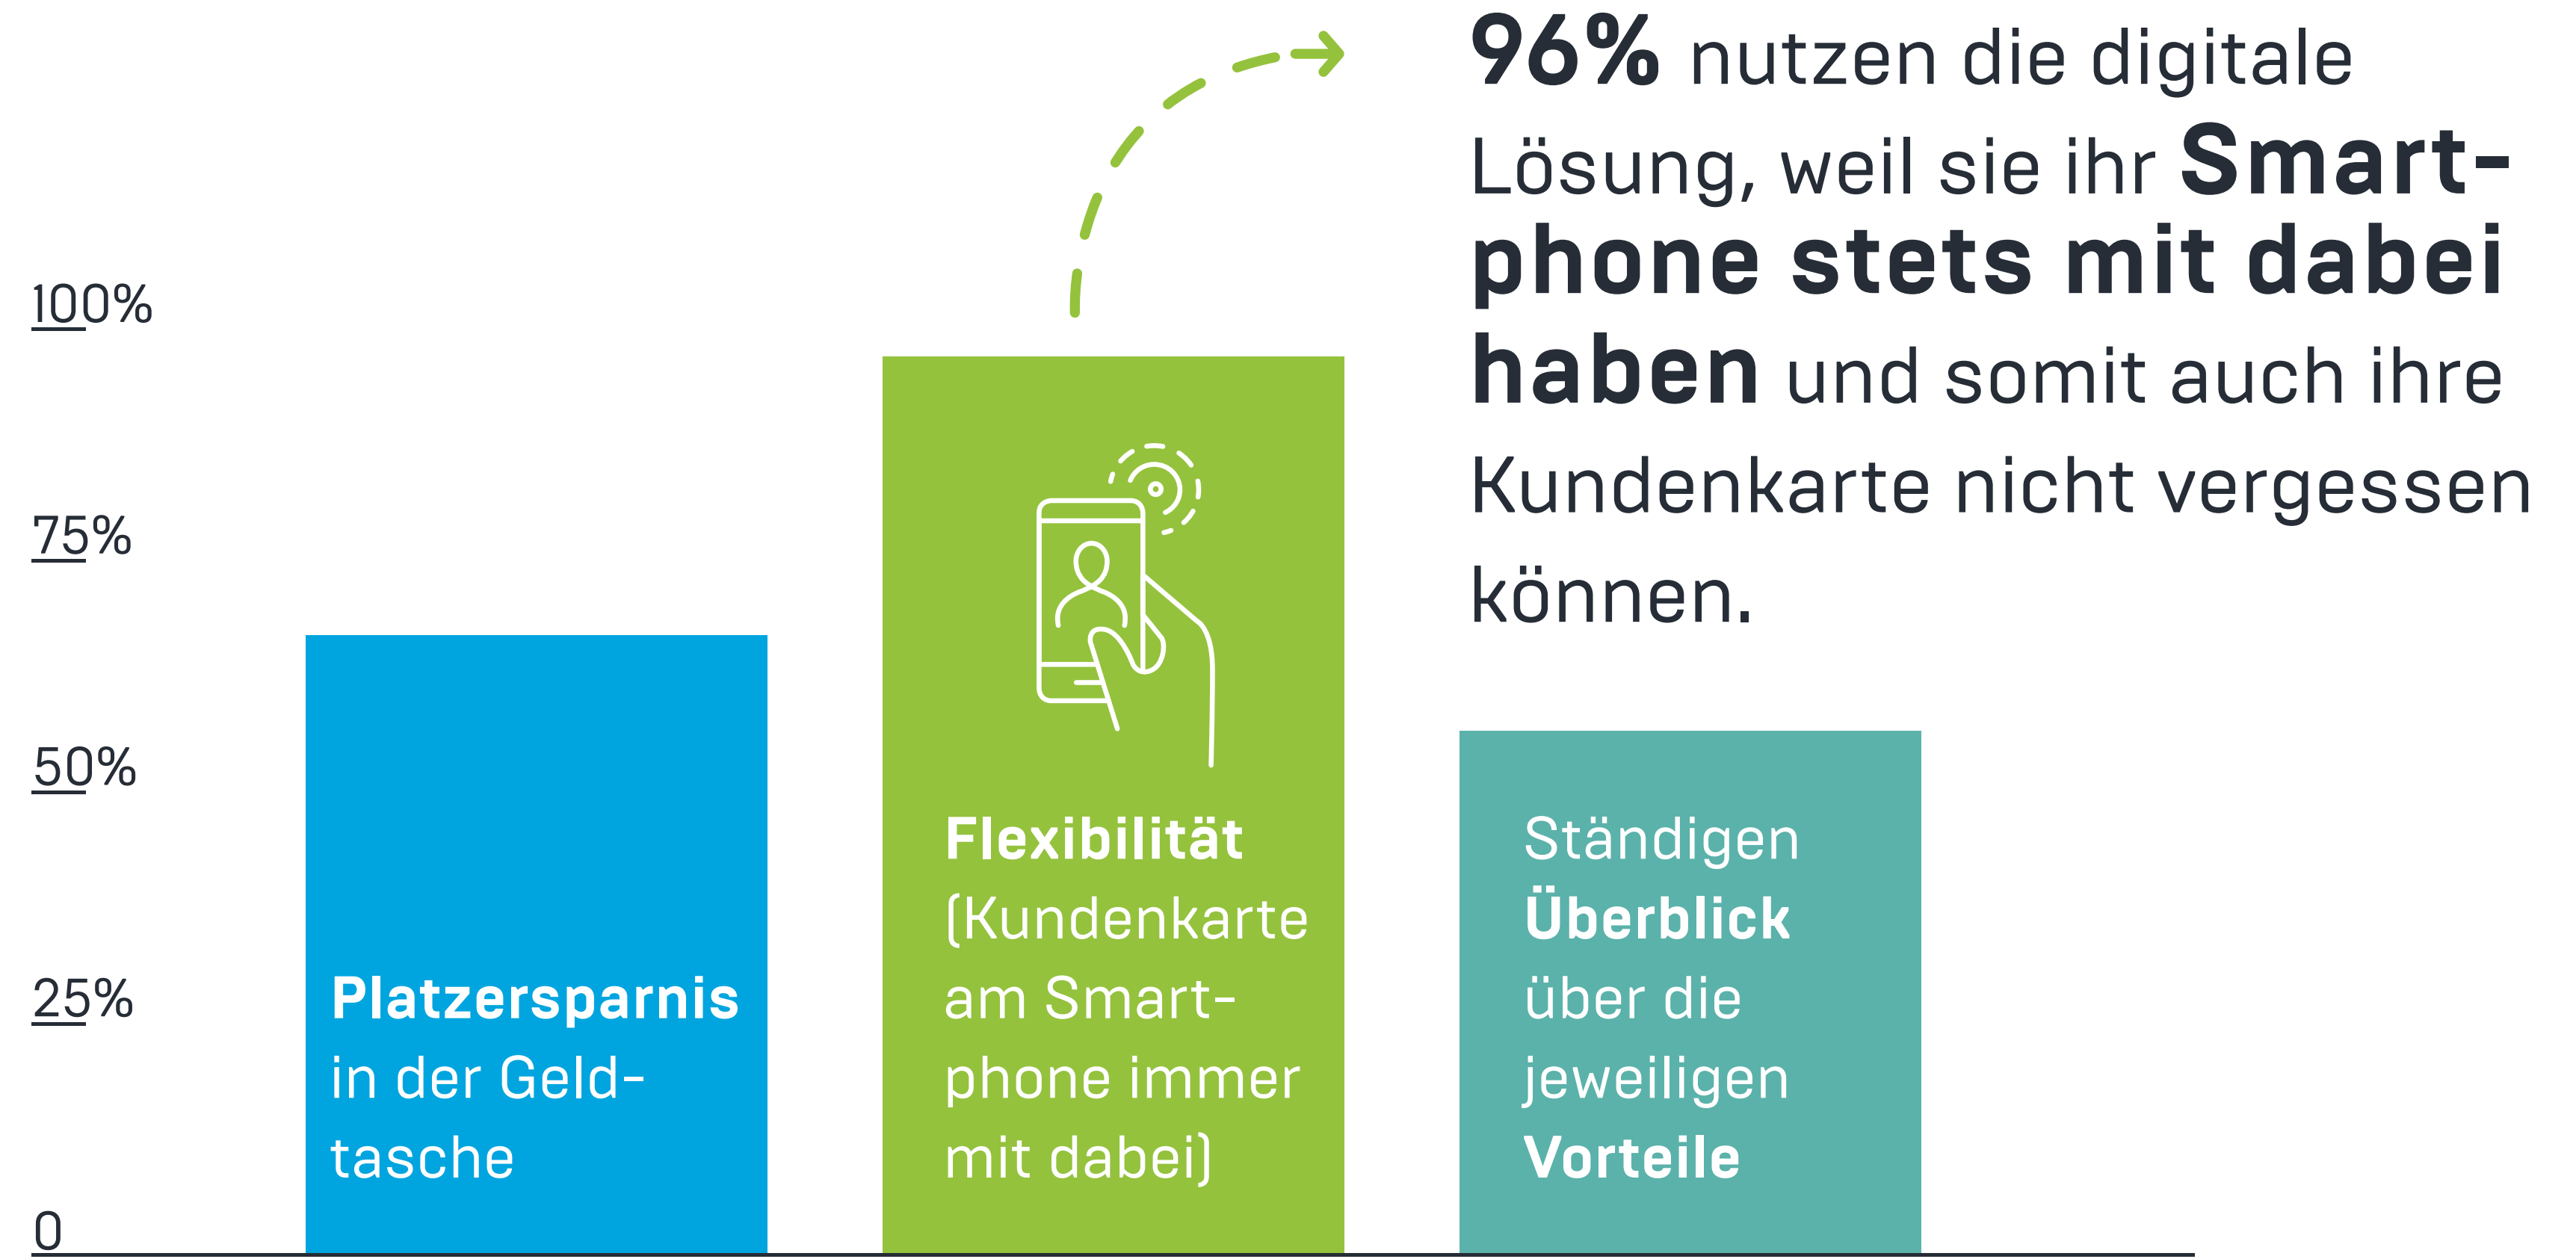 96% nutzen die digitale
Lösung, weil sie ihr Smart-
phone stets mit dabei
haben und somit auch ihre
Kundenkarte nicht vergessen
können.
100%
75%
50%
25%
0
Platzersparnis
in der Geld-
tasche
Flexibilität
(Kundenkarte
am Smart-
phone immer
mit dabei)
Ständigen
Überblick
über die
jeweiligen
Vorteile